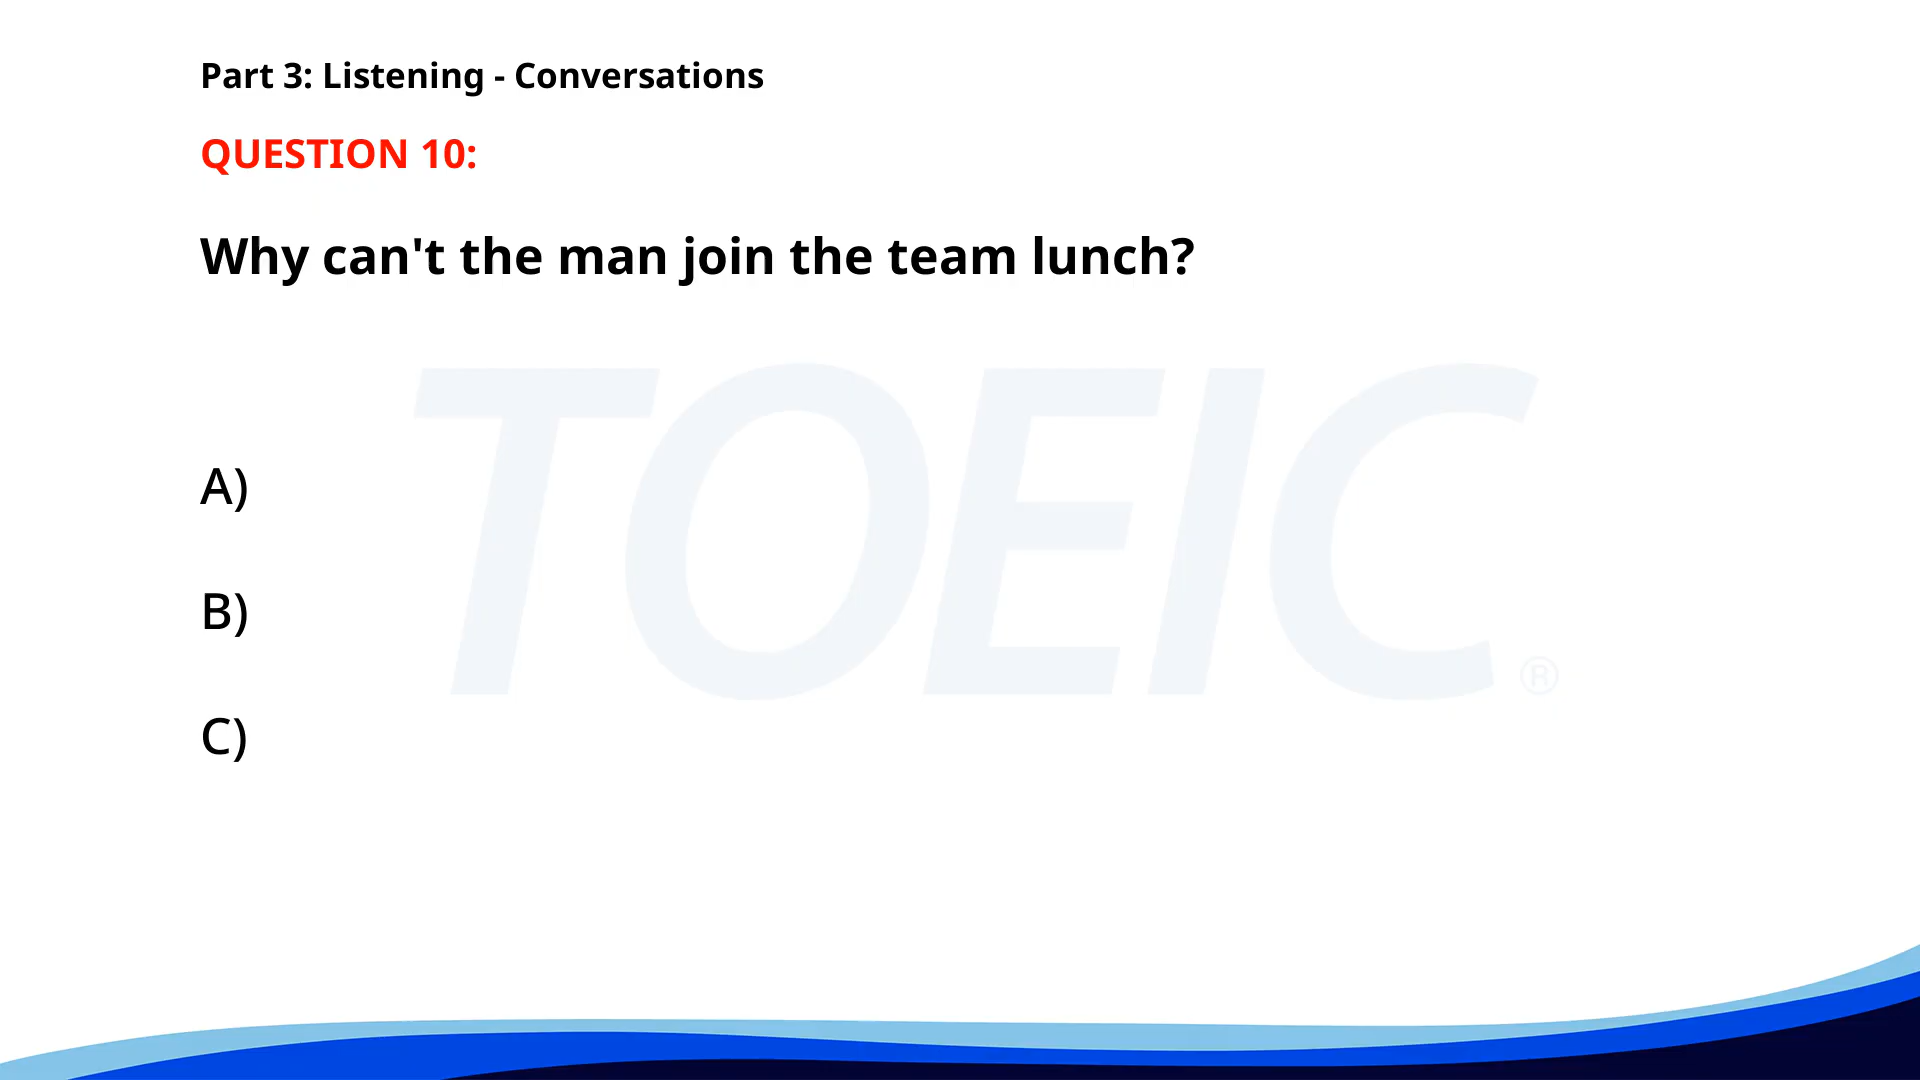 Part 3: Listening - Conversations
QUESTION 10:
Why can't the man join the team lunch?
TOEIC®
A)
B)
C)